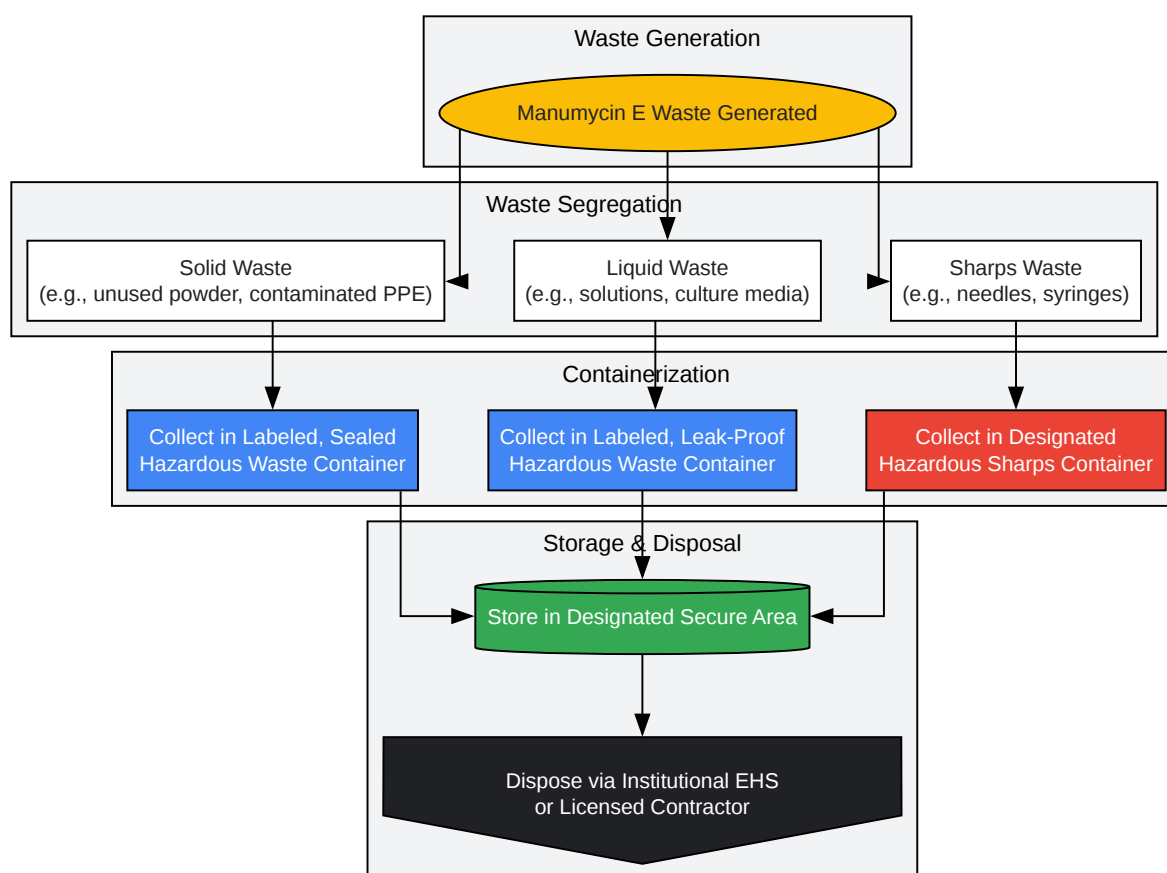 Waste Generation
Manumycin E Waste Generated
Waste Segregation
Solid Waste
(e.g., unused powder, contaminated PPE)
Liquid Waste
(e.g., solutions, culture media)
Sharps Waste
(e.g., needles, syringes)
Containerization
Collect in Labeled, Sealed
Hazardous Waste Container
Collect in Labeled, Leak-Proof
Hazardous Waste Container
Collect in Designated
Hazardous Sharps Container
Storage & Disposal
Store in Designated Secure Area
Dispose via Institutional EHS
or Licensed Contractor